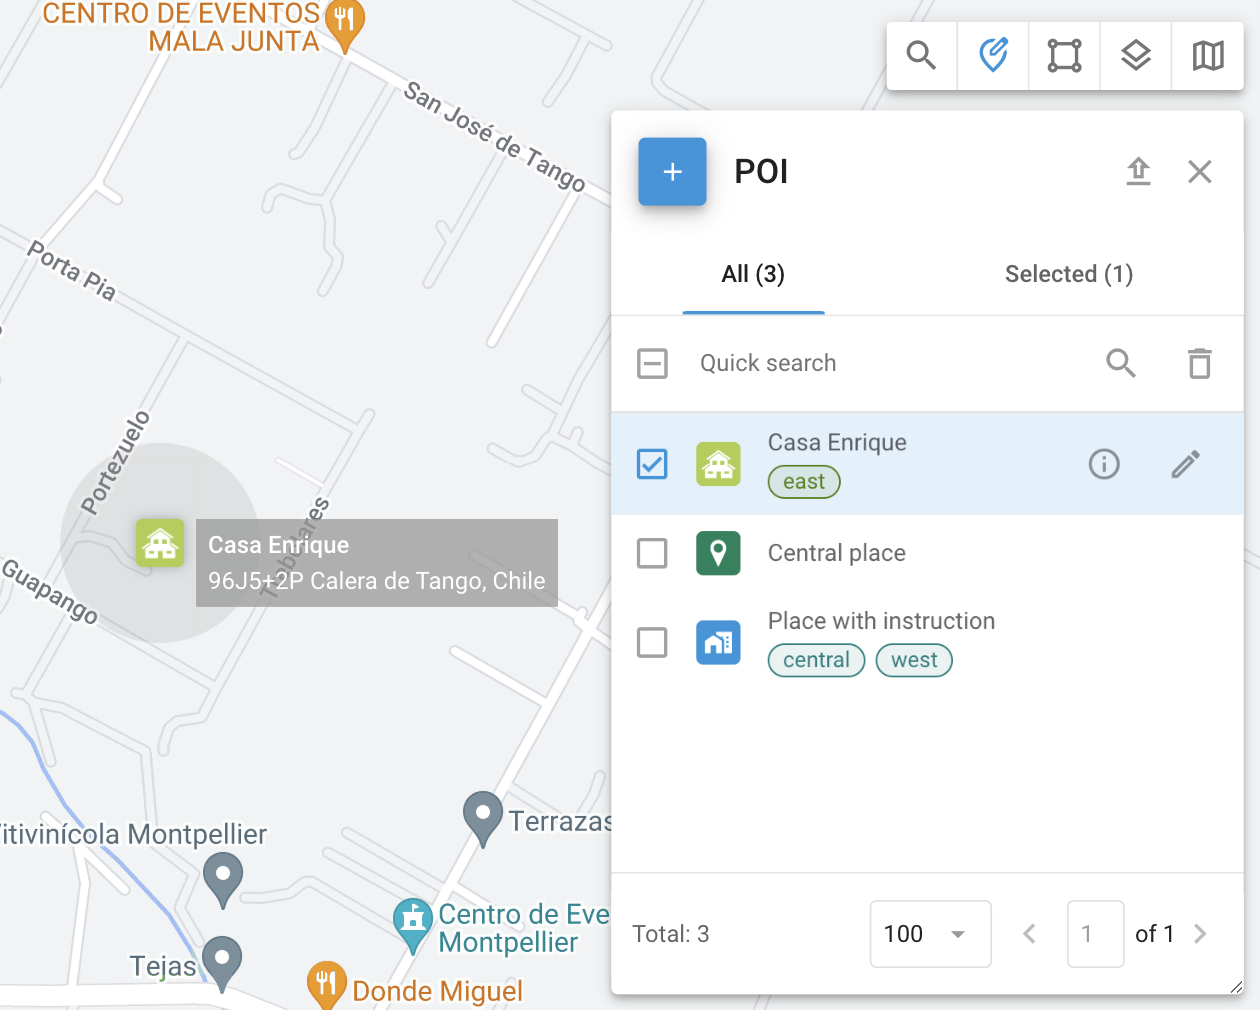 CENTRO DE EVENTOS
MALA JUNTA
San José de Tango
Porta Pia
Portezuelo
Guapango
Casa Enrique
96J5+2P Calera de Tango, Chile
itivinícola Montpellier
Terrazas
Centro de Eve
Montpellier
Tejas
Donde Miguel
POI
All (3)
Selected (1)
Quick search
Casa Enrique
east
Central place
Place with instruction
central west
Total: 3
100
1
of 1